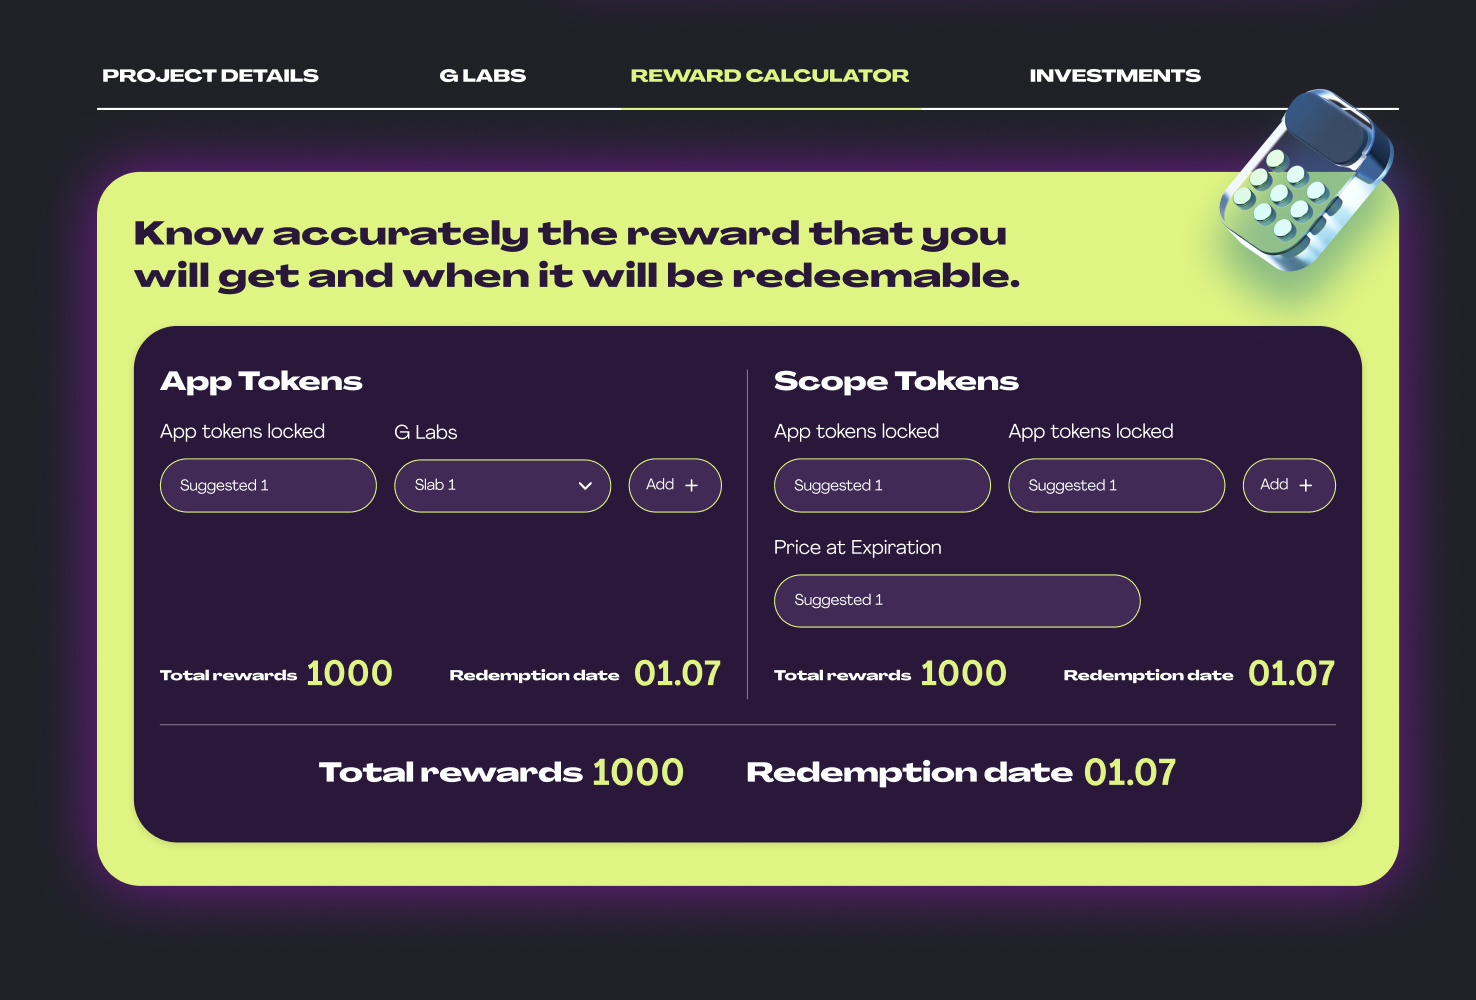 PROJECT DETAILS
G LABS
REWARD CALCULATOR
INVESTMENTS
Know accurately the reward that you
will get and when it will be redeemable.
App Tokens
App tokens locked
G Labs
Suggested 1
Slab 1
Add +
Total rewards 1000
Redemption date 01.07
Scope Tokens
App tokens locked
App tokens locked
Suggested 1
Suggested 1
Add +
Price at Expiration
Suggested 1
Total rewards 1000
Redemption date 01.07
Total rewards 1000
Redemption date 01.07